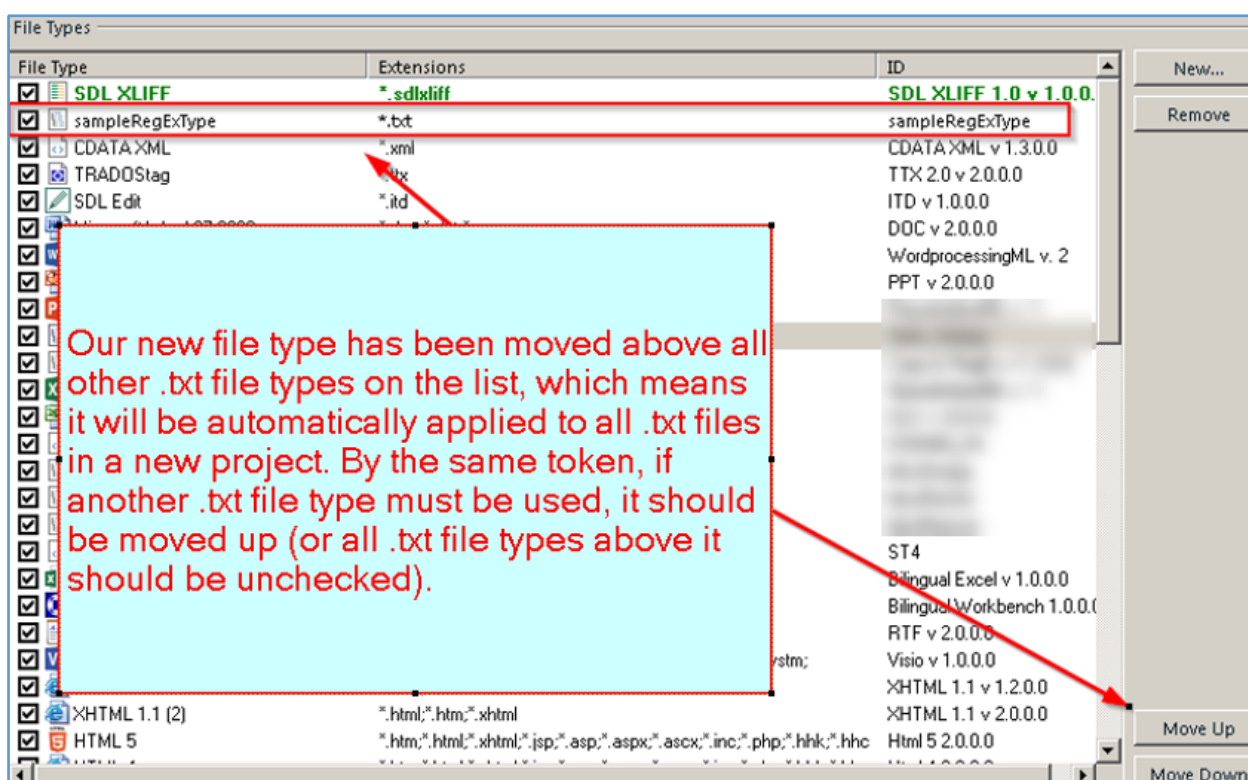 File Types
File Type Extensions ID
New...
SDL XLIFF *.sdlxliff SDL XLIFF 1.0 v 1.0.0.
sampleRegExType *.txt sampleRegExType
Remove
CDATA XML *.xml CDATA XML v 1.3.0.0
TRADOStag TTX 2.0 v 2.0.0.0
SDL Edit *.itd ITD v 1.0.0.0
DOC v 2.0.0.0
WordprocessingML v. 2
PPT v 2.0.0.0
Our new file type has been moved above all
other .txt file types on the list, which means
it will be automatically applied to all .txt files
in a new project. By the same token, if
another .txt file type must be used, it should
be moved up (or all .txt file types above it
should be unchecked).
ST4
Bilingual Excel v 1.0.0.0
Bilingual Workbench 1.0.0.0
RTF v 2.0.0.0
Visio v 1.0.0.0
XHTML 1.1 v 1.2.0.0
XHTML 1.1 (2) *.html;*.htm;*.xhtml XHTML 1.1 v 2.0.0.0
Move Up
HTML 5 *.htm;*.html;*.xhtml;*.jsp;*.asp;*.aspx;*.ascx;*.inc;*.php;*.hhk;*.hhc Html 5 2.0.0.0
Move Down